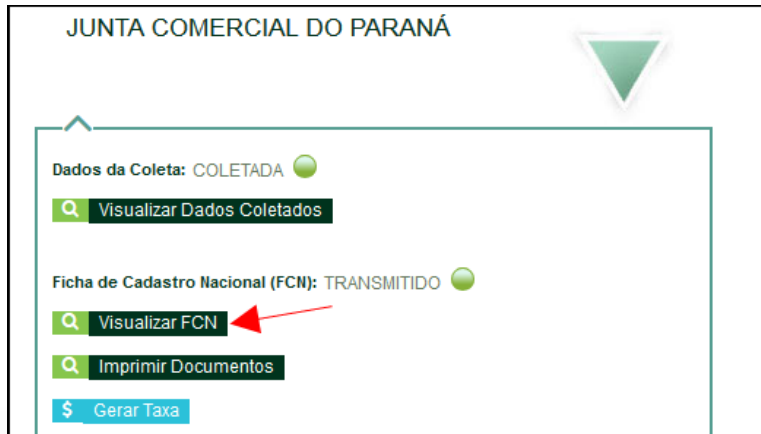 JUNTA COMERCIAL DO PARANÁ
Dados da Coleta: COLETADA
Visualizar Dados Coletados
Ficha de Cadastro Nacional (FCN): TRANSMITIDO
Visualizar FCN
Imprimir Documentos
$ Gerar Taxa